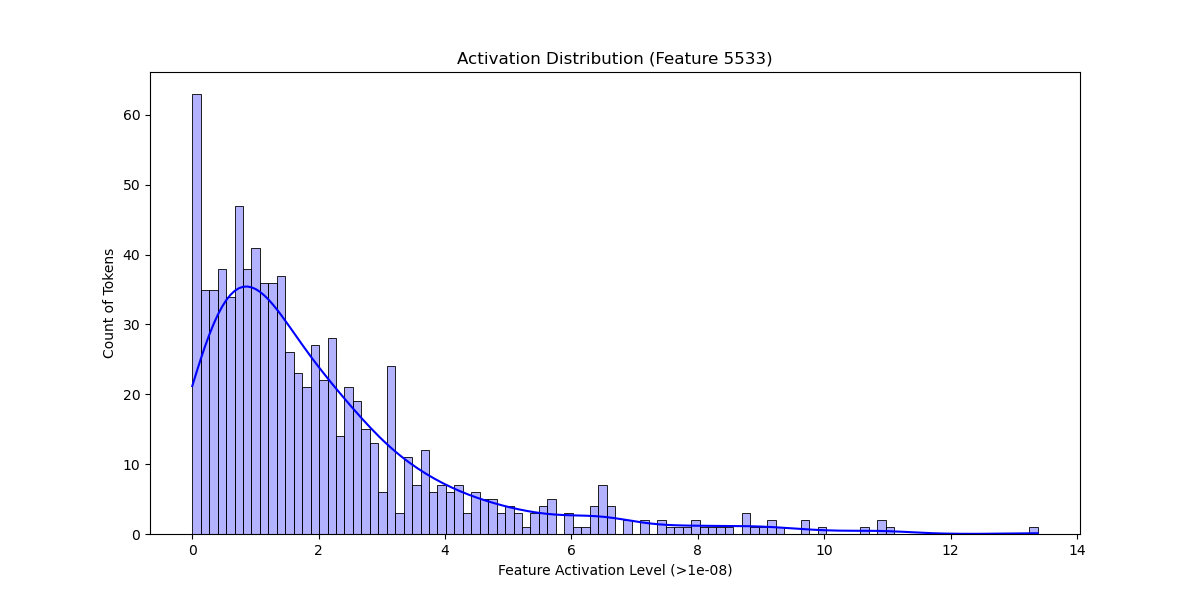 Activation Distribution (Feature 5533)
60
50
40
30
20
10
0
Count of Tokens
0 2 4 6 8 10 12 14
Feature Activation Level (>1e-08)